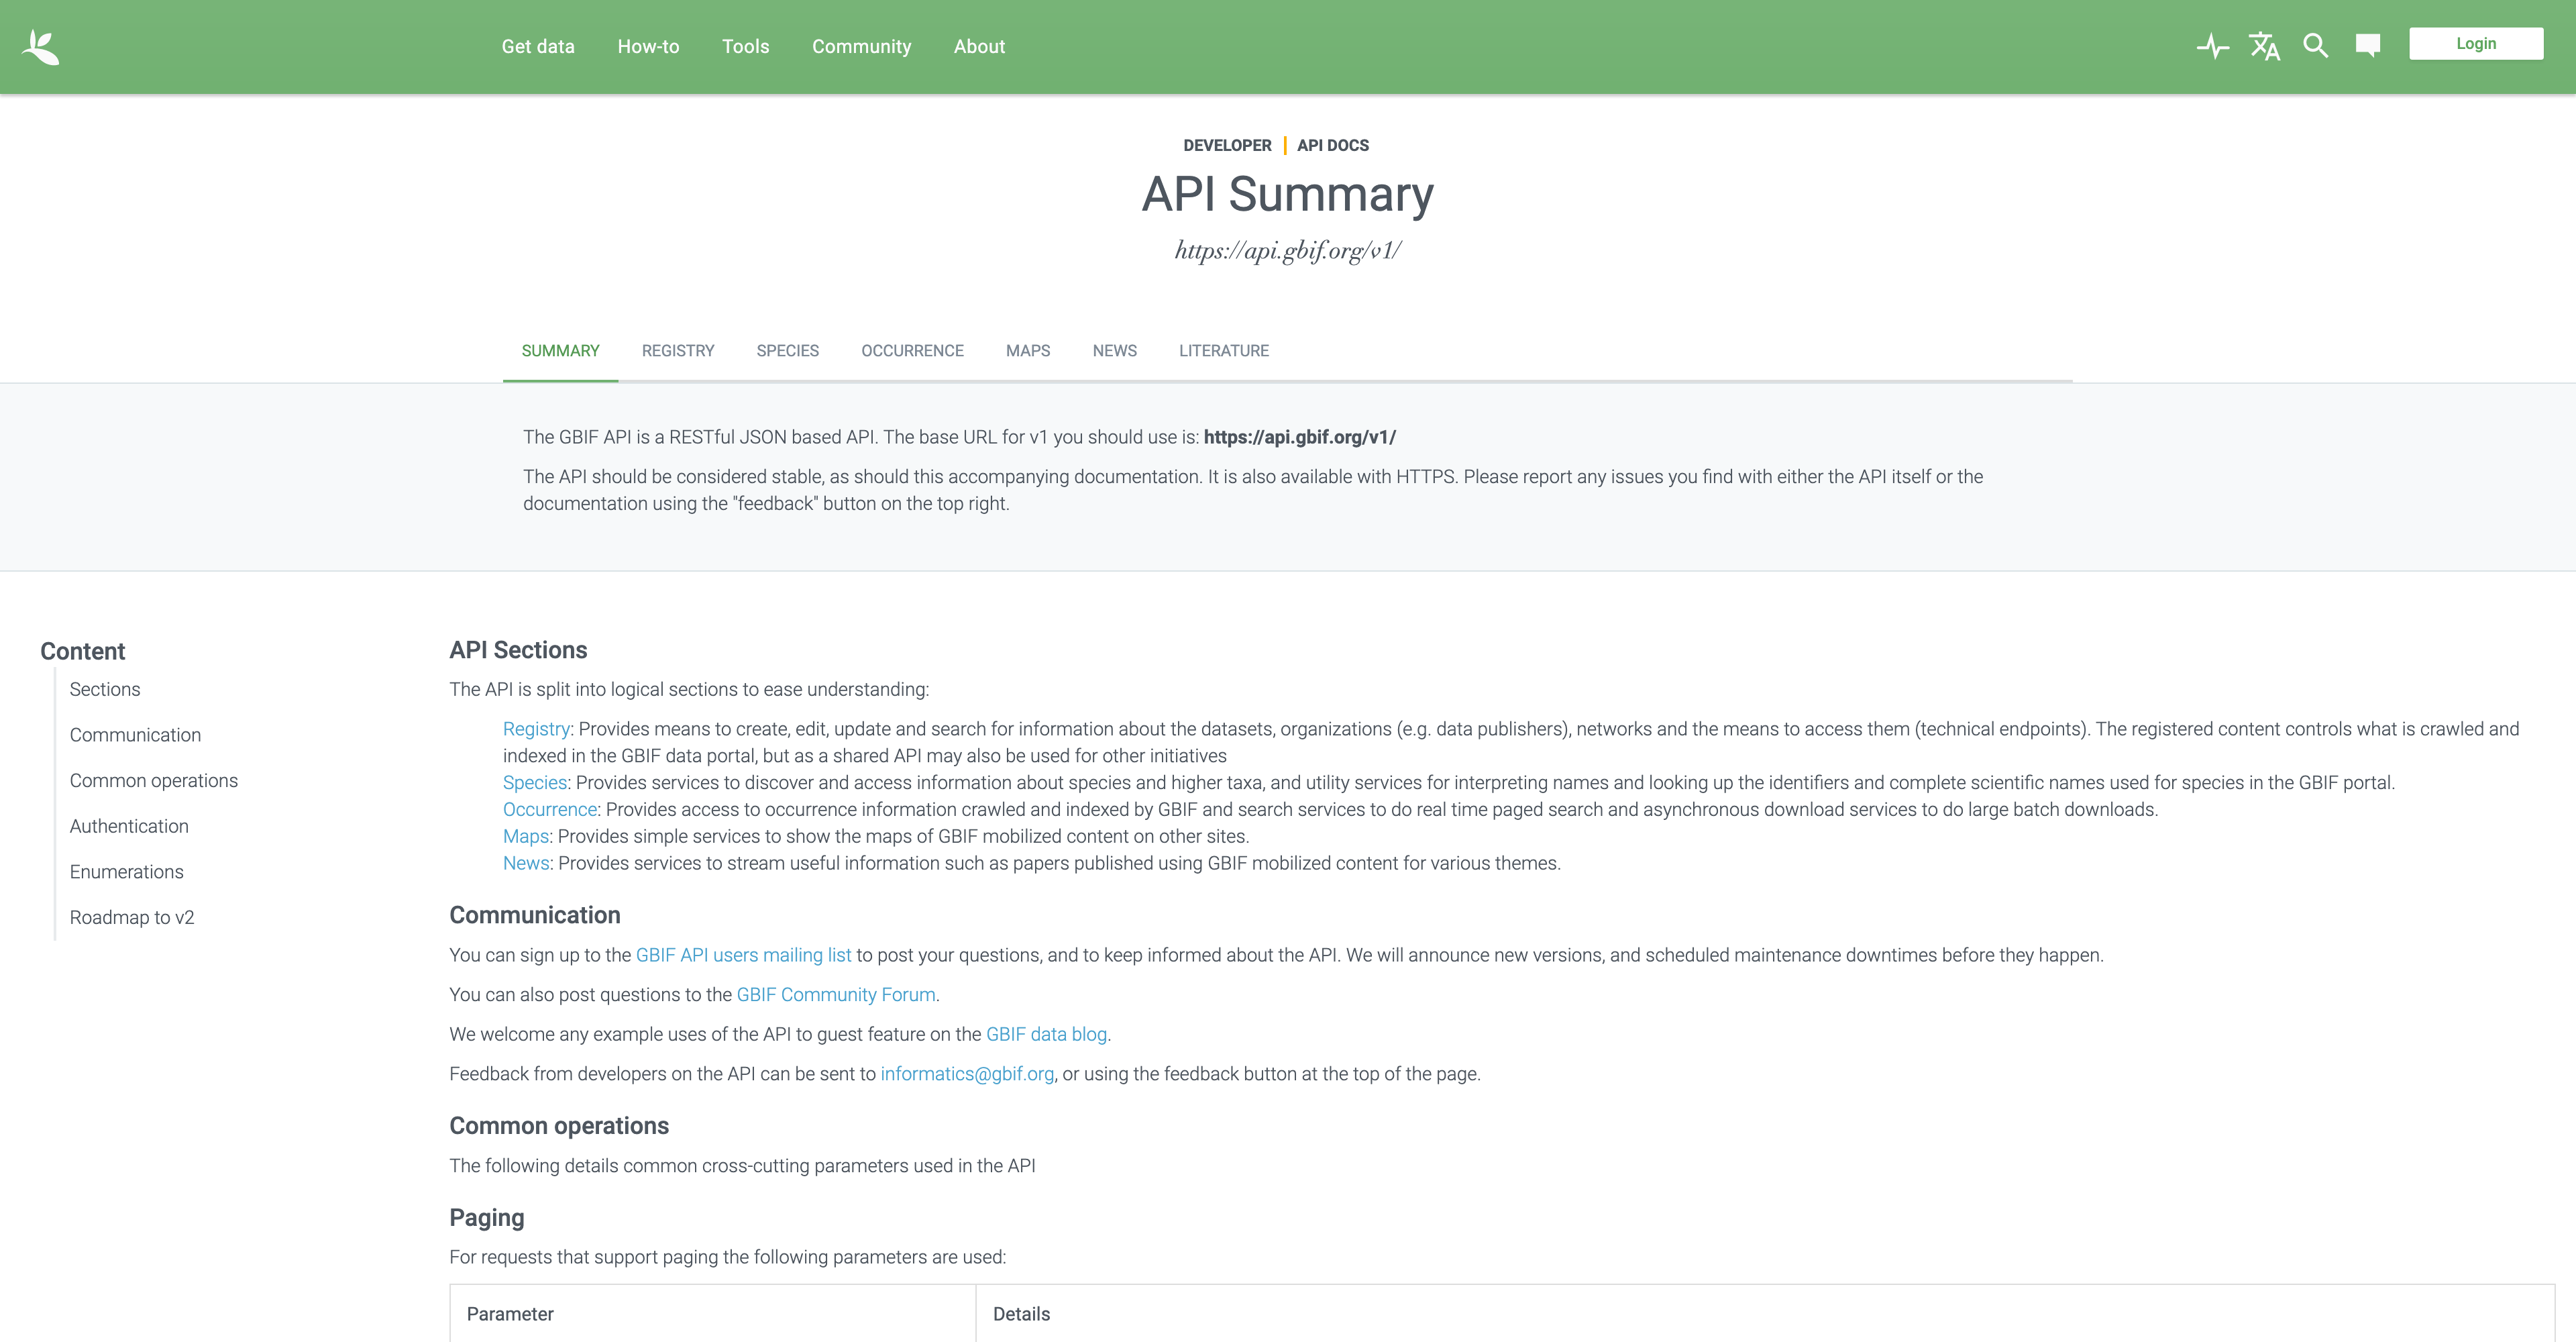 Get data How-to Tools Community About Login
DEVELOPER API DOCS
API Summary
https://api.gbif.org/v1/
SUMMARY REGISTRY SPECIES OCCURRENCE MAPS NEWS LITERATURE
The GBIF API is a RESTful JSON based API. The base URL for v1 you should use is: https://api.gbif.org/v1/
The API should be considered stable, as should this accompanying documentation. It is also available with HTTPS. Please report any issues you find with either the API itself or the
documentation using the "feedback" button on the top right.
Content
Sections
Communication
Common operations
Authentication
Enumerations
Roadmap to v2
API Sections
The API is split into logical sections to ease understanding:
Registry: Provides means to create, edit, update and search for information about the datasets, organizations (e.g. data publishers), networks and the means to access them (technical endpoints). The registered content controls what is crawled and
indexed in the GBIF data portal, but as a shared API may also be used for other initiatives
Species: Provides services to discover and access information about species and higher taxa, and utility services for interpreting names and looking up the identifiers and complete scientific names used for species in the GBIF portal.
Occurrence: Provides access to occurrence information crawled and indexed by GBIF and search services to do real time paged search and asynchronous download services to do large batch downloads.
Maps: Provides simple services to show the maps of GBIF mobilized content on other sites.
News: Provides services to stream useful information such as papers published using GBIF mobilized content for various themes.
Communication
You can sign up to the GBIF API users mailing list to post your questions, and to keep informed about the API. We will announce new versions, and scheduled maintenance downtimes before they happen.
You can also post questions to the GBIF Community Forum.
We welcome any example uses of the API to guest feature on the GBIF data blog.
Feedback from developers on the API can be sent to informatics@gbif.org, or using the feedback button at the top of the page.
Common operations
The following details common cross-cutting parameters used in the API
Paging
For requests that support paging the following parameters are used:
Parameter Details